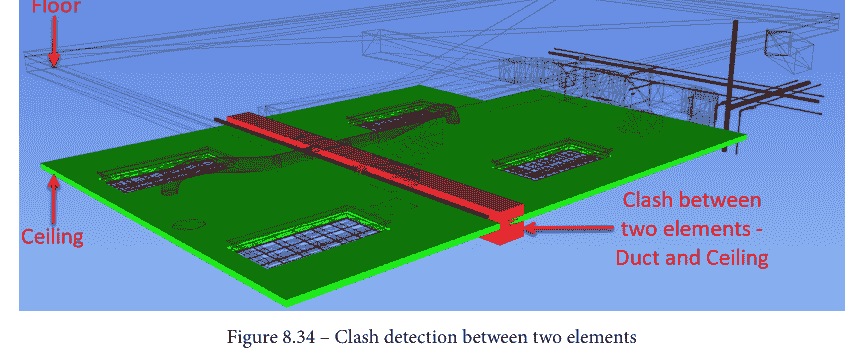 Floor
Ceiling
Clash between
two elements -
Duct and Ceiling
Figure 8.34 – Clash detection between two elements